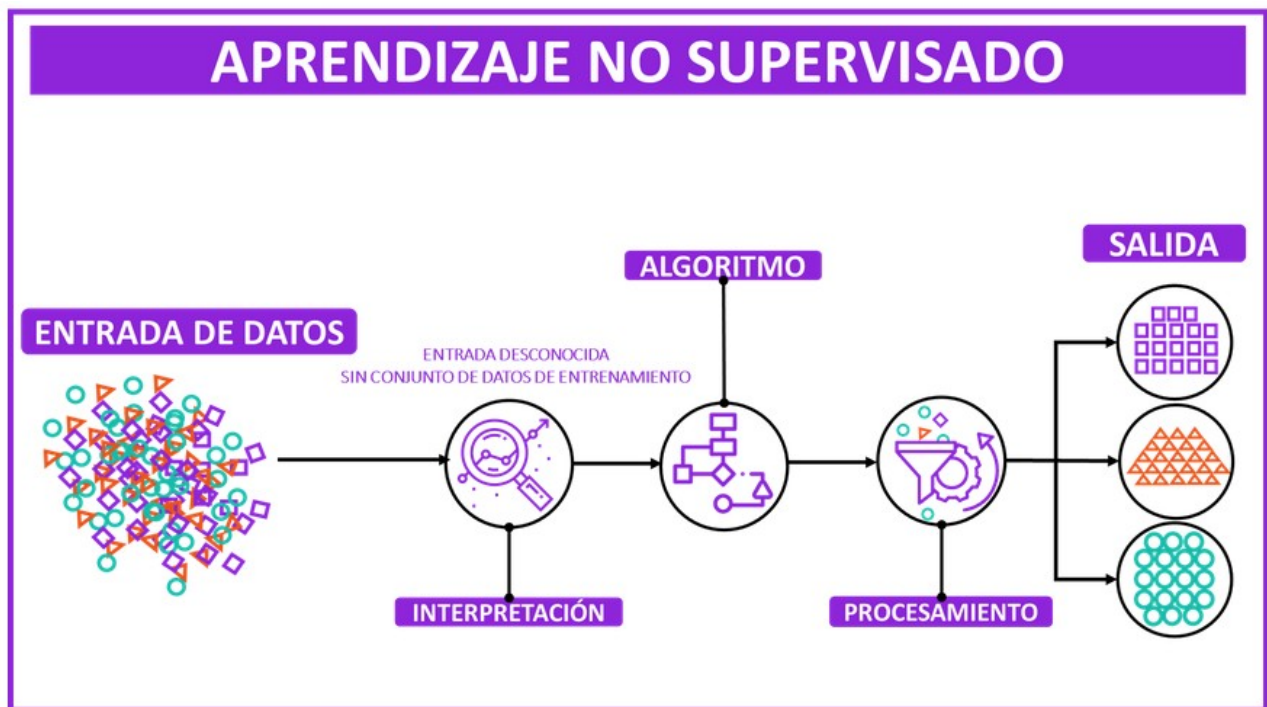 APRENDIZAJE NO SUPERVISADO
SALIDA
ALGORITMO
ENTRADA DE DATOS
ENTRADA DESCONOCIDA
SIN CONJUNTO DE DATOS DE ENTRENAMIENTO
INTERPRETACIÓN
PROCESAMIENTO